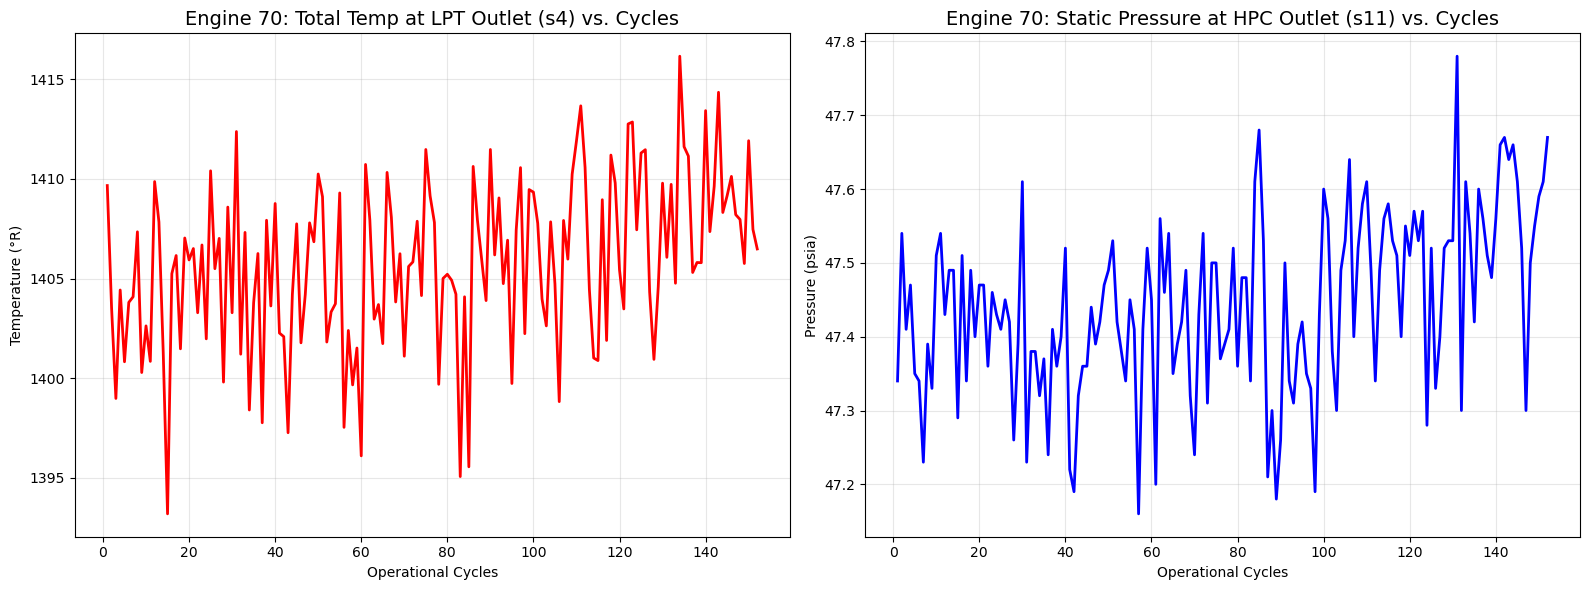 Engine 70: Total Temp at LPT Outlet (s4) vs. Cycles
Temperature (°R)
1415
1410
1405
1400
1395
0 20 40 60 80 100 120 140
Operational Cycles
Engine 70: Static Pressure at HPC Outlet (s11) vs. Cycles
Pressure (psia)
47.8
47.7
47.6
47.5
47.4
47.3
47.2
0 20 40 60 80 100 120 140
Operational Cycles